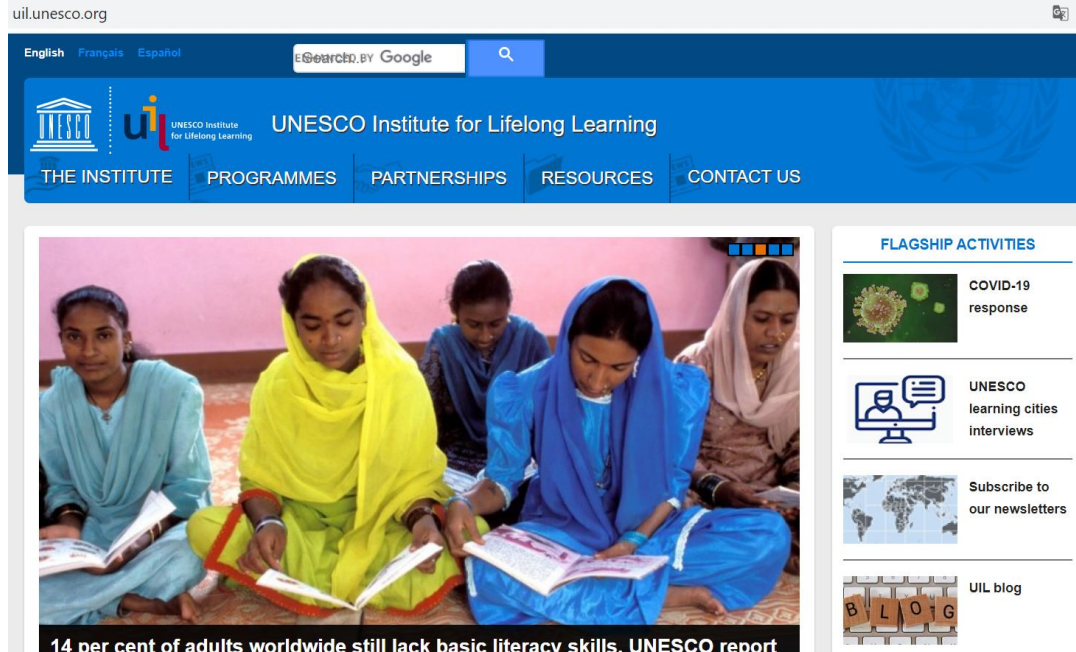 uil.unesco.org
English Français Español
Search... ENHANCED BY Google
UNESCO
uil
UNESCO Institute
for Lifelong Learning
UNESCO Institute for Lifelong Learning
THE INSTITUTE PROGRAMMES PARTNERSHIPS RESOURCES CONTACT US
14 per cent of adults worldwide still lack basic literacy skills, UNESCO report
FLAGSHIP ACTIVITIES
COVID-19
response
UNESCO
learning cities
interviews
Subscribe to
our newsletters
BLOG
UIL blog